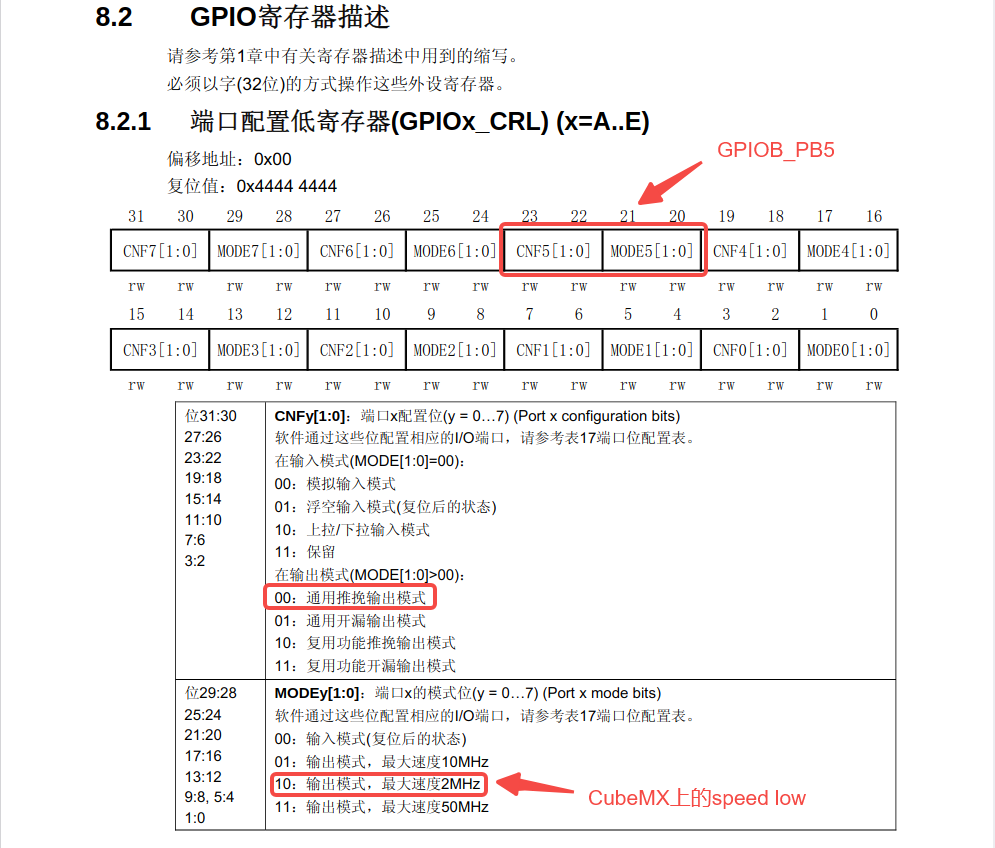 8.2 GPIO寄存器描述
请参考第1章中有关寄存器描述中用到的缩写。
必须以字(32位)的方式操作这些外设寄存器。
8.2.1 端口配置低寄存器(GPIOx_CRL) (x=A..E)
GPIOB_PB5
偏移地址：0x00
复位值：0x4444 4444
31 30 29 28 27 26 25 24 23 22 21 20 19 18 17 16
CNF7[1:0] MODE7[1:0] CNF6[1:0] MODE6[1:0] CNF5[1:0] MODE5[1:0] CNF4[1:0] MODE4[1:0]
rw rw rw rw rw rw rw rw rw rw rw rw rw rw rw rw
15 14 13 12 11 10 9 8 7 6 5 4 3 2 1 0
CNF3[1:0] MODE3[1:0] CNF2[1:0] MODE2[1:0] CNF1[1:0] MODE1[1:0] CNF0[1:0] MODE0[1:0]
rw rw rw rw rw rw rw rw rw rw rw rw rw rw rw rw
位31:30
27:26
23:22
19:18
15:14
11:10
7:6
3:2
CNFy[1:0]：端口x配置位(y = 0…7) (Port x configuration bits)
软件通过这些位配置相应的I/O端口，请参考表17端口位配置表。
在输入模式(MODE[1:0]=00)：
00：模拟输入模式
01：浮空输入模式(复位后的状态)
10：上拉/下拉输入模式
11：保留
在输出模式(MODE[1:0]>00)：
00：通用推挽输出模式
01：通用开漏输出模式
10：复用功能推挽输出模式
11：复用功能开漏输出模式
位29:28
25:24
21:20
17:16
13:12
9:8, 5:4
1:0
MODEy[1:0]：端口x的模式位(y = 0…7) (Port x mode bits)
软件通过这些位配置相应的I/O端口，请参考表17端口位配置表。
00：输入模式(复位后的状态)
01：输出模式，最大速度10MHz
10：输出模式，最大速度2MHz
11：输出模式，最大速度50MHz
CubeMX上的speed low